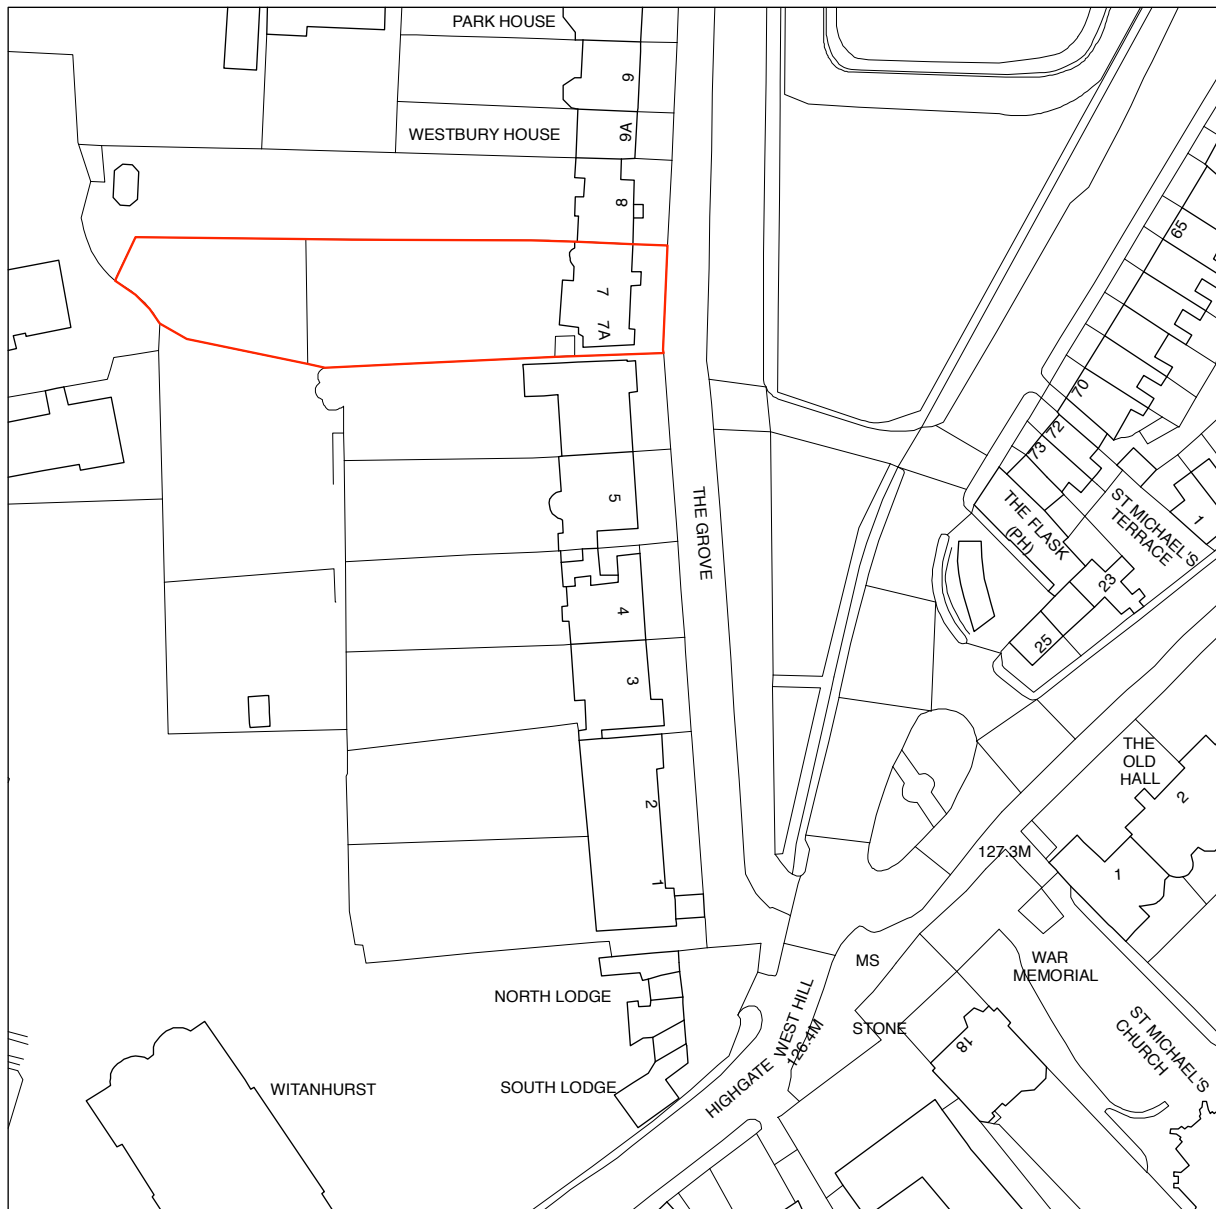 PARK HOUSE
9
WESTBURY HOUSE
9A
8
65
7
7A
70
72
73
THE FLASK
(PH)
ST MICHAEL'S
TERRACE
1
5
THE GROVE
23
4
25
3
THE
OLD
HALL
2
2
127.3M
1
1
MS
WAR
MEMORIAL
NORTH LODGE
STONE
18
ST MICHAEL'S
CHURCH
HIGHGATE WEST HILL
126.4M
SOUTH LODGE
WITANHURST